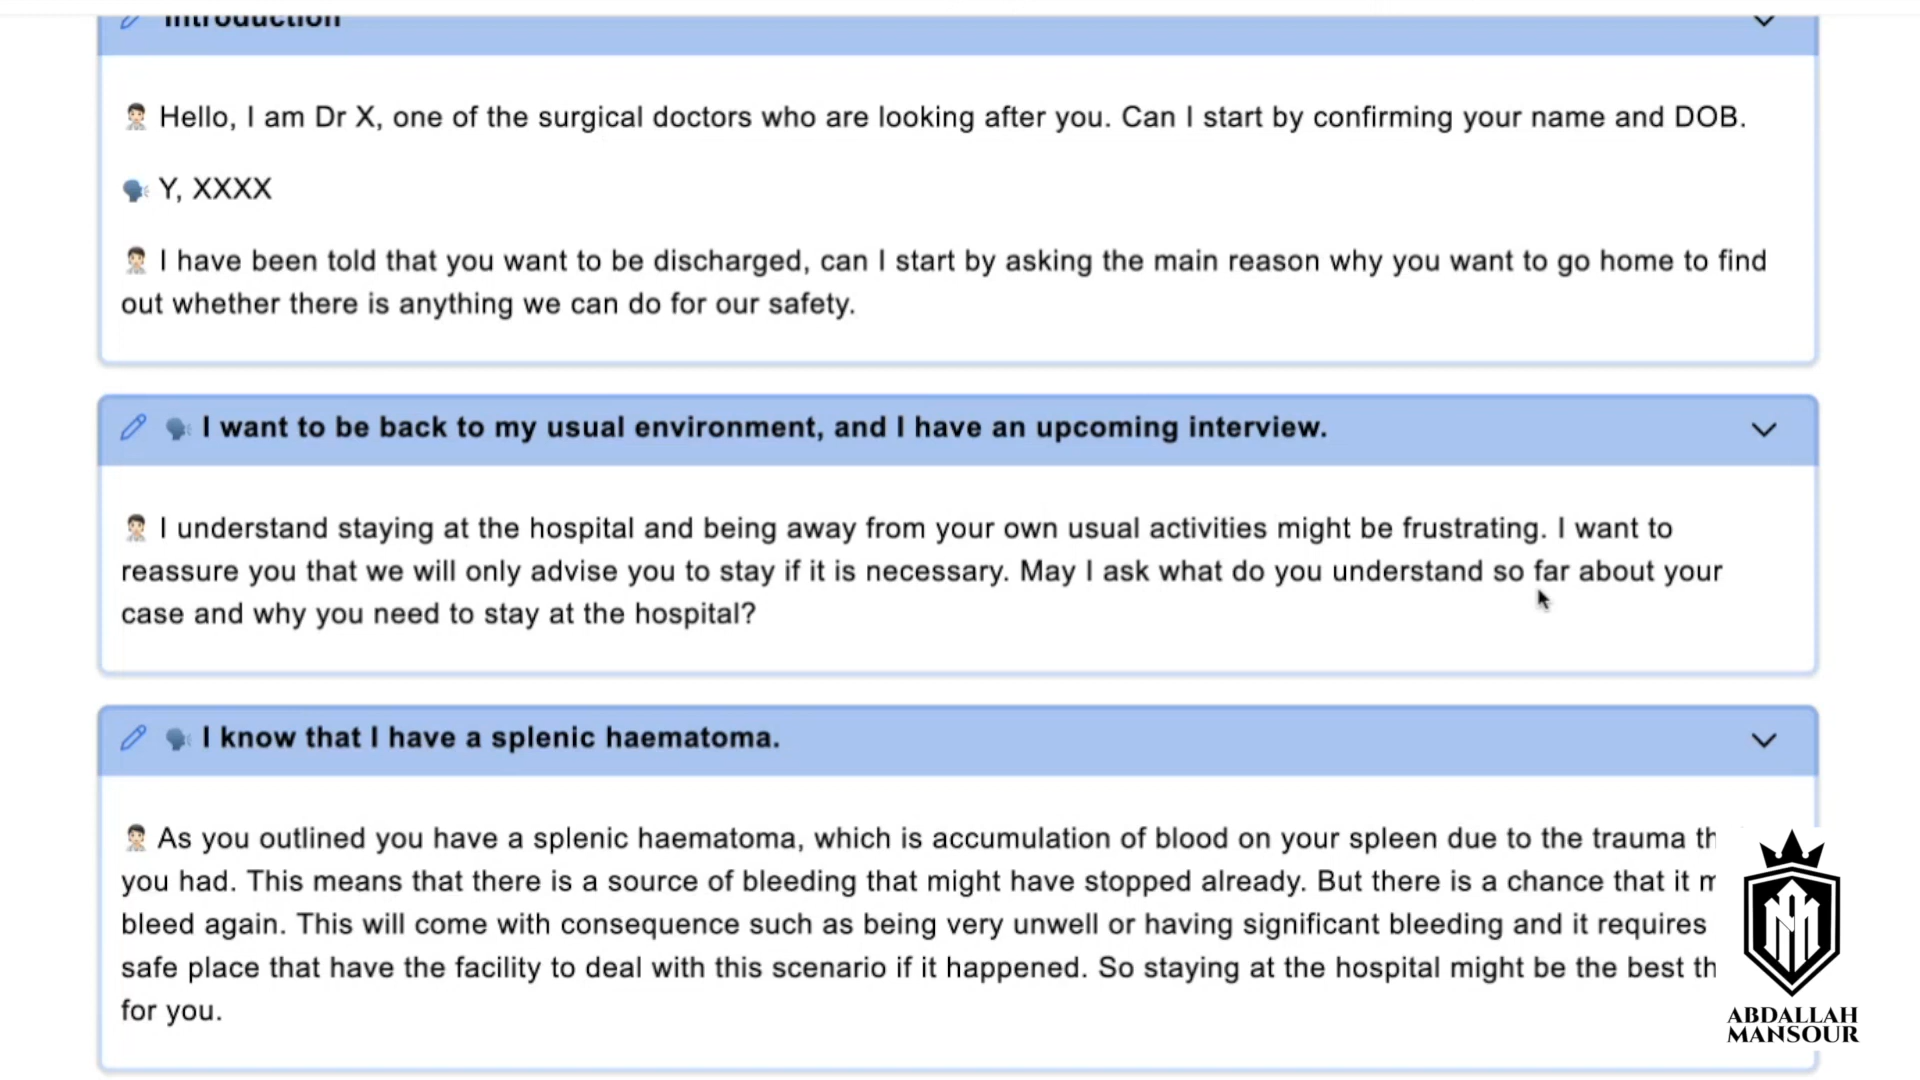 Introduction
Hello, I am Dr X, one of the surgical doctors who are looking after you. Can I start by confirming your name and DOB.
Y, XXXX
I have been told that you want to be discharged, can I start by asking the main reason why you want to go home to find
out whether there is anything we can do for our safety.
I want to be back to my usual environment, and I have an upcoming interview.
I understand staying at the hospital and being away from your own usual activities might be frustrating. I want to
reassure you that we will only advise you to stay if it is necessary. May I ask what do you understand so far about your
case and why you need to stay at the hospital?
I know that I have a splenic haematoma.
As you outlined you have a splenic haematoma, which is accumulation of blood on your spleen due to the trauma th
you had. This means that there is a source of bleeding that might have stopped already. But there is a chance that it m
bleed again. This will come with consequence such as being very unwell or having significant bleeding and it requires
safe place that have the facility to deal with this scenario if it happened. So staying at the hospital might be the best th
for you.
ABDALLAH
MANSOUR